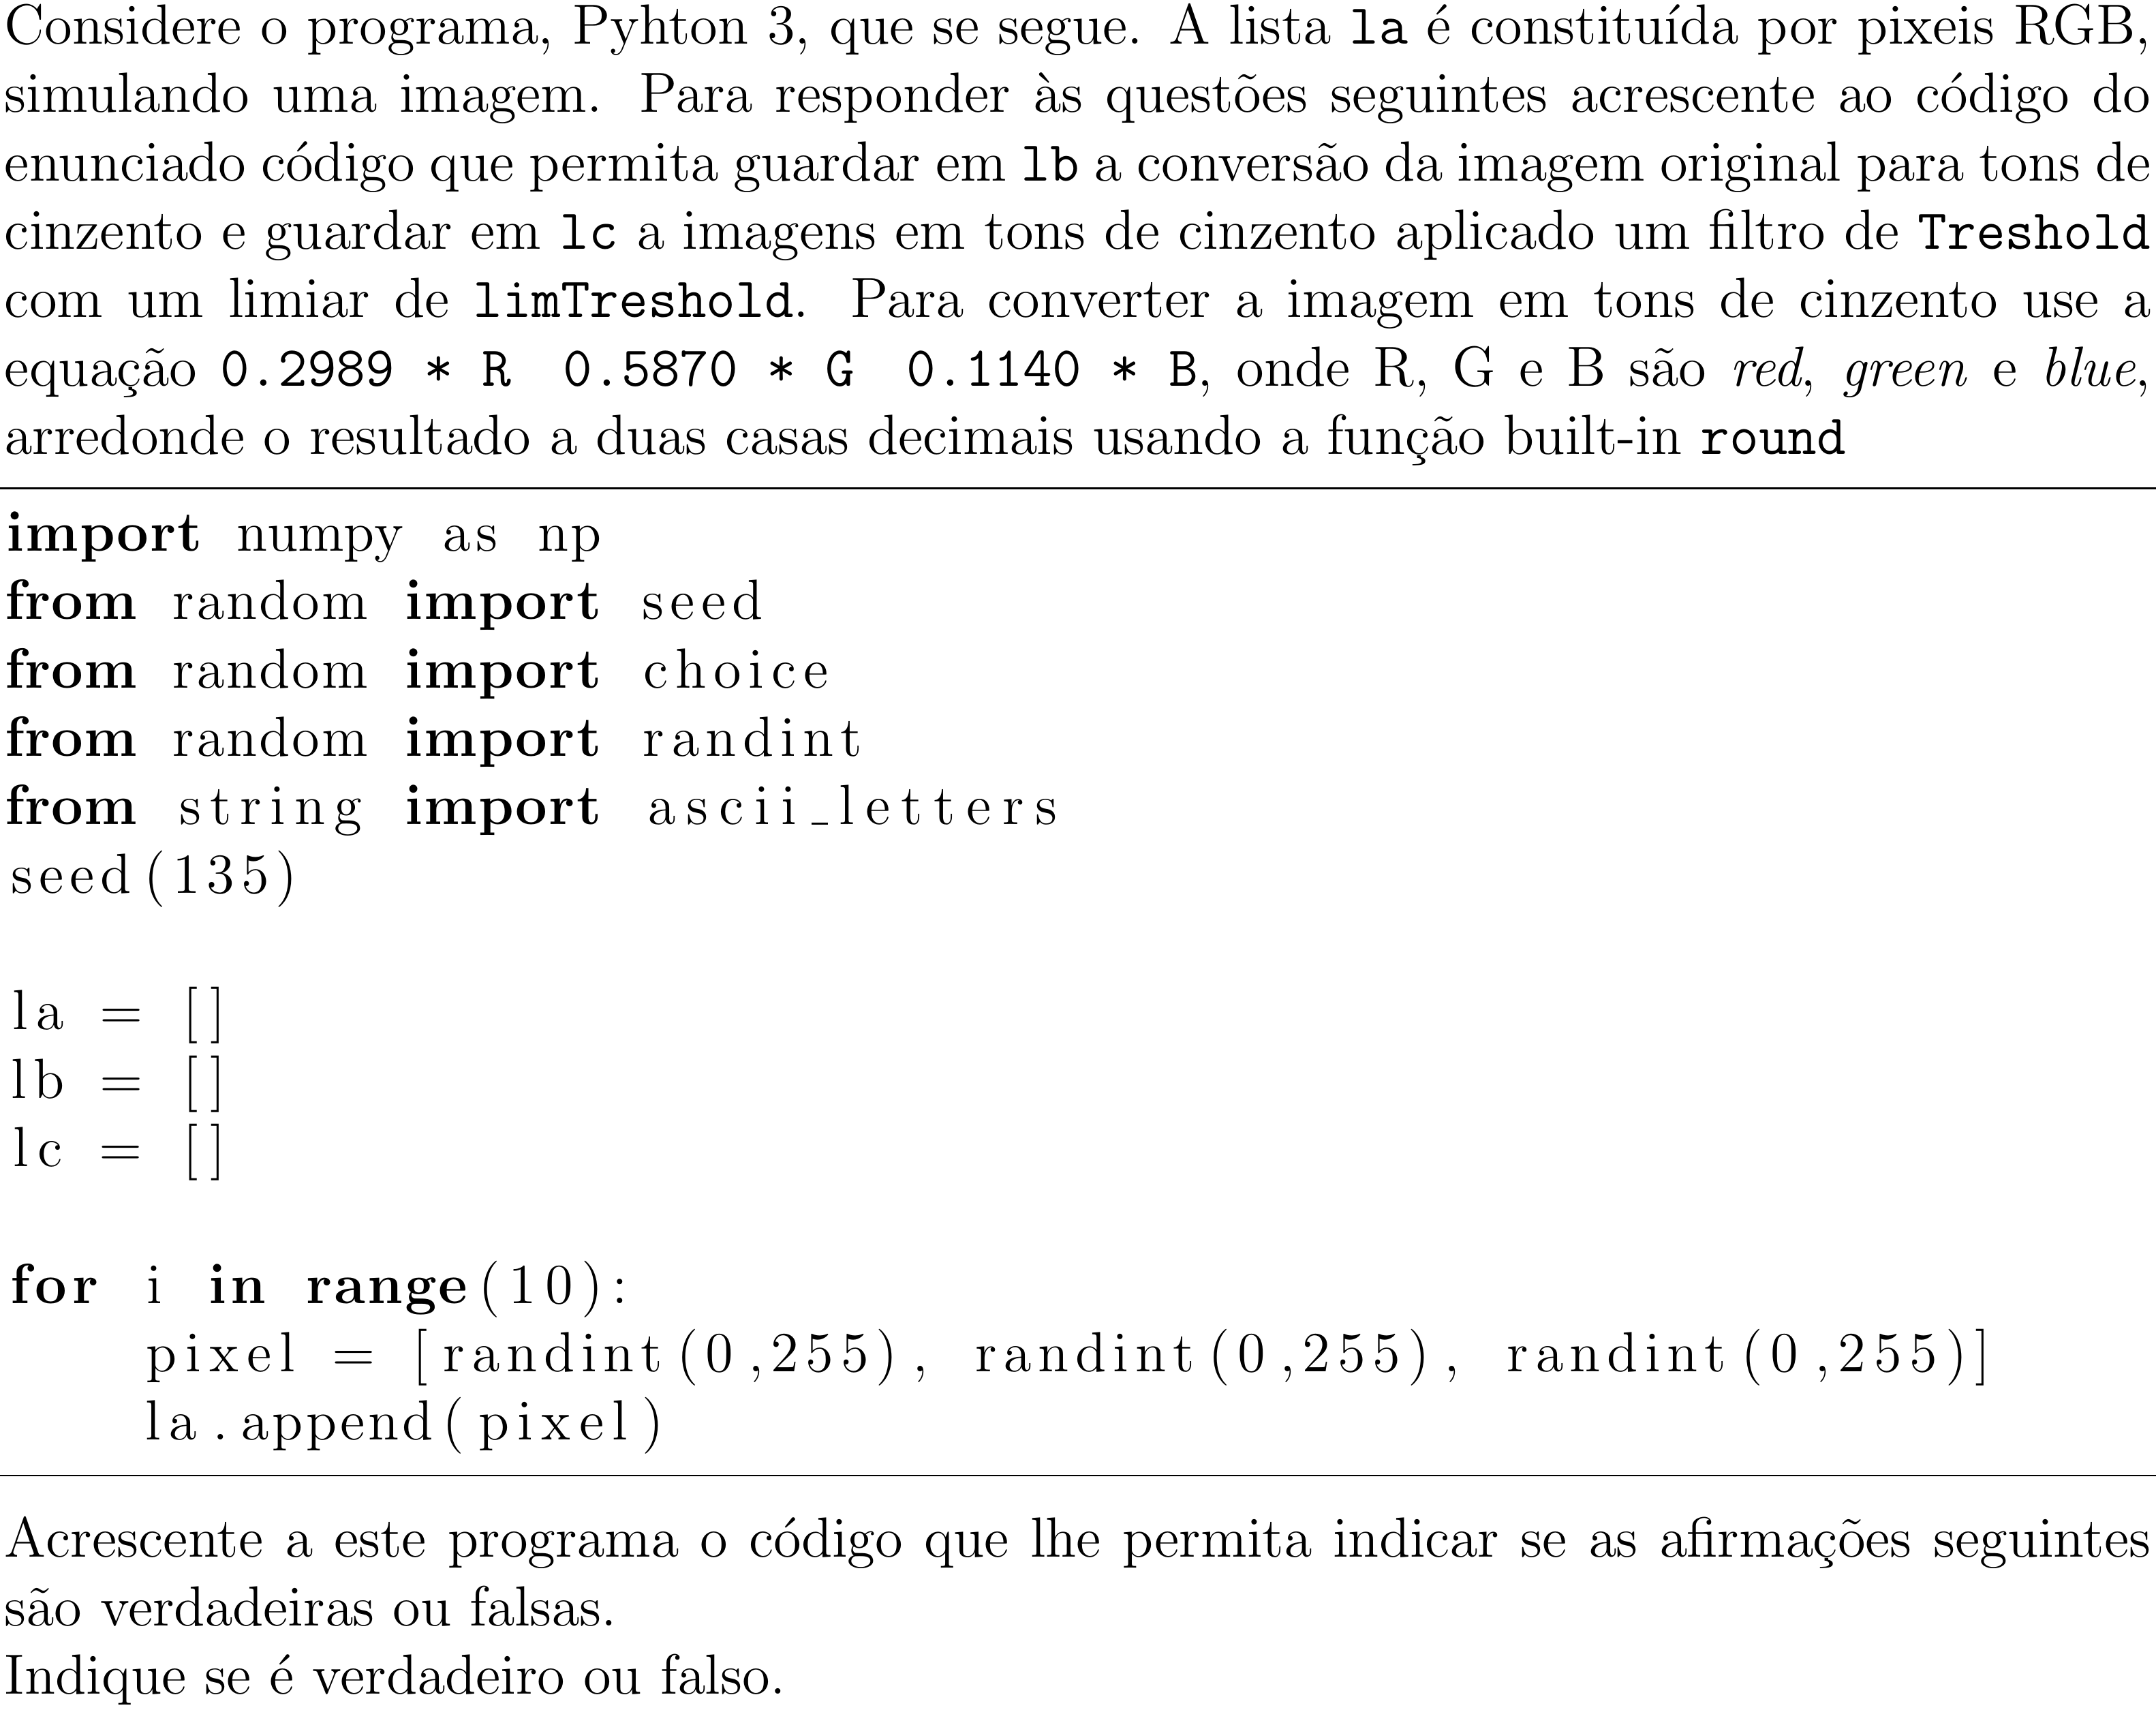 Considere o programa, Pyhton 3, que se segue. A lista la é constituída por pixeis RGB,
simulando uma imagem. Para responder às questões seguintes acrescente ao código do
enunciado código que permita guardar em lb a conversão da imagem original para tons de
cinzento e guardar em lc a imagens em tons de cinzento aplicado um filtro de Treshold
com um limiar de limTreshold. Para converter a imagem em tons de cinzento use a
equação 0.2989 * R 0.5870 * G 0.1140 * B, onde R, G e B são red, green e blue,
arredonde o resultado a duas casas decimais usando a função built-in round
import numpy as np
from random import seed
from random import choice
from random import randint
from string import ascii_letters
seed(135)
la = []
lb = []
lc = []
for i in range(10):
    pixel = [randint(0,255), randint(0,255), randint(0,255)]
    la.append(pixel)
Acrescente a este programa o código que lhe permita indicar se as afirmações seguintes
são verdadeiras ou falsas.
Indique se é verdadeiro ou falso.